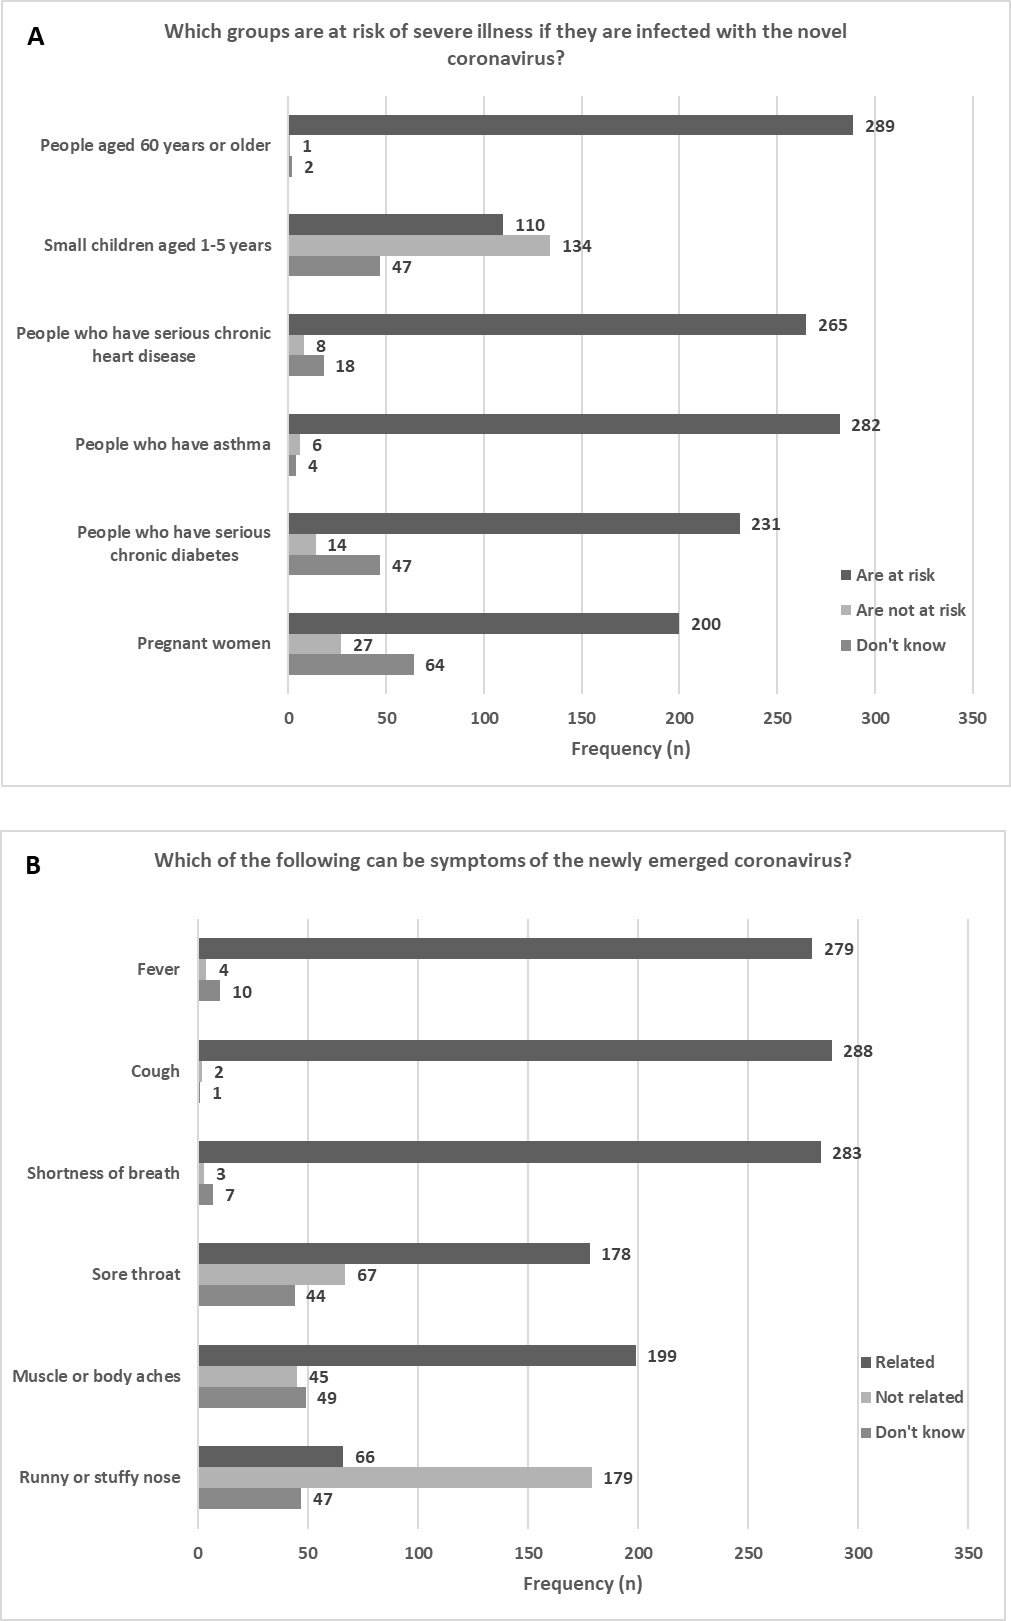 A
Which groups are at risk of severe illness if they are infected with the novel
coronavirus?
People aged 60 years or older
289
1
2
Small children aged 1-5 years
110
134
47
People who have serious chronic
heart disease
265
8
18
People who have asthma
282
6
4
People who have serious
chronic diabetes
231
14
47
Pregnant women
200
27
64
Are at risk
Are not at risk
Don't know
0 50 100 150 200 250 300 350
Frequency (n)
B
Which of the following can be symptoms of the newly emerged coronavirus?
Fever
279
4
10
Cough
288
2
1
Shortness of breath
283
3
7
Sore throat
178
67
44
Muscle or body aches
199
45
49
Runny or stuffy nose
66
179
47
Related
Not related
Don't know
0 50 100 150 200 250 300 350
Frequency (n)